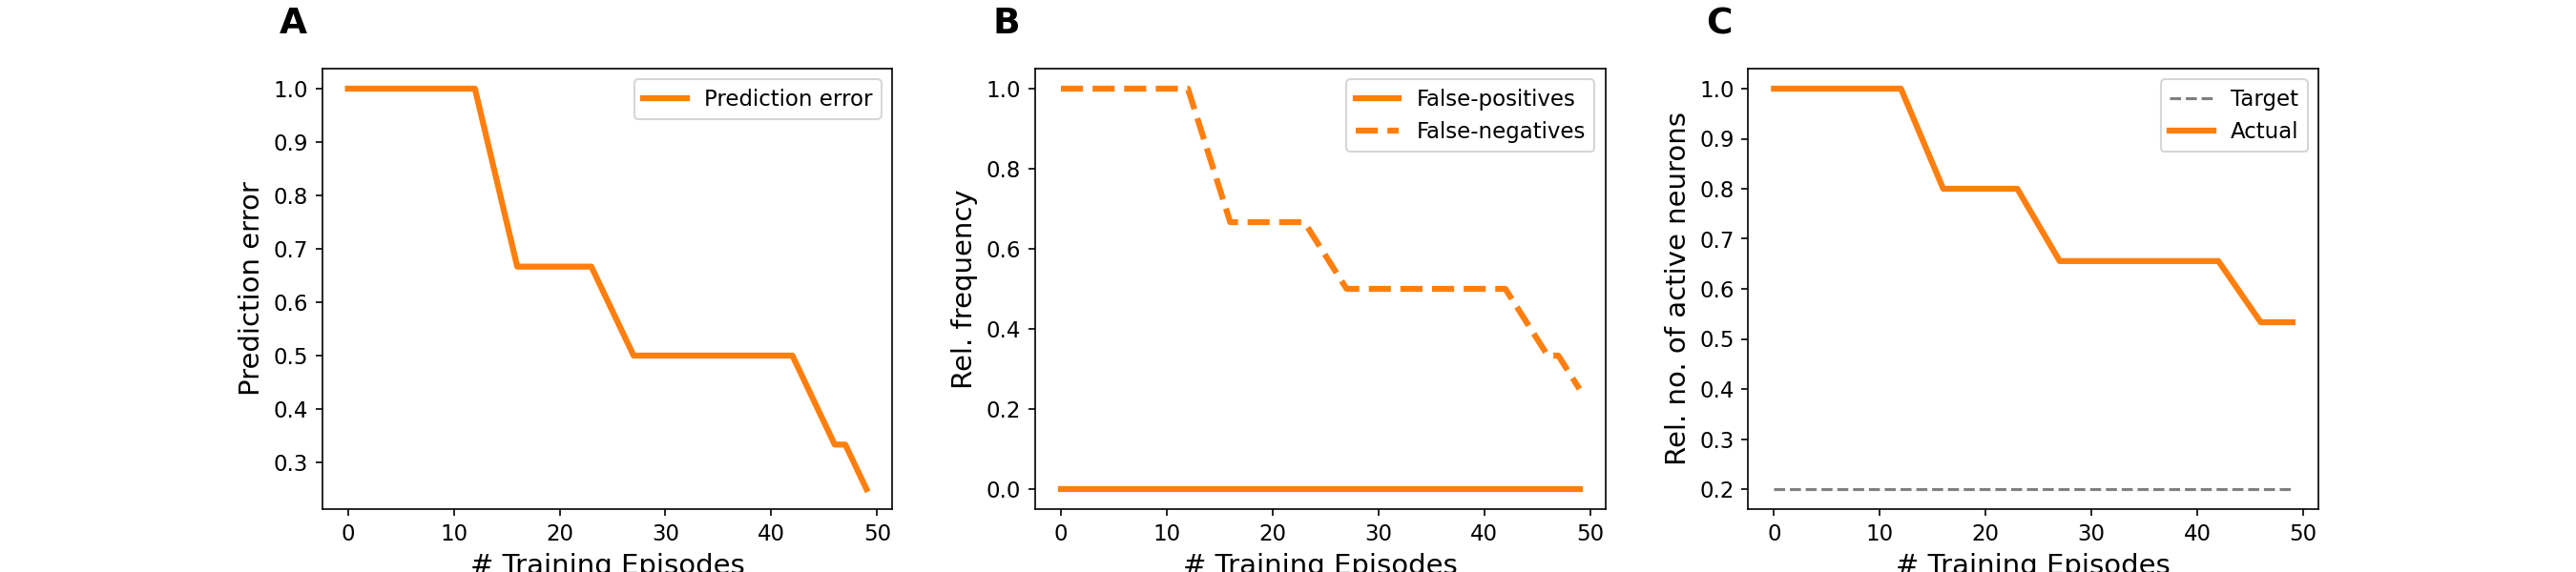 A
Prediction error
1.0
0.9
0.8
0.7
0.6
0.5
0.4
0.3
Prediction error
0 10 20 30 40 50
# Training Episodes
B
False-positives
False-negatives
1.0
0.8
0.6
0.4
0.2
0.0
Rel. frequency
0 10 20 30 40 50
# Training Episodes
C
Target
Actual
1.0
0.9
0.8
0.7
0.6
0.5
0.4
0.3
0.2
Rel. no. of active neurons
0 10 20 30 40 50
# Training Episodes